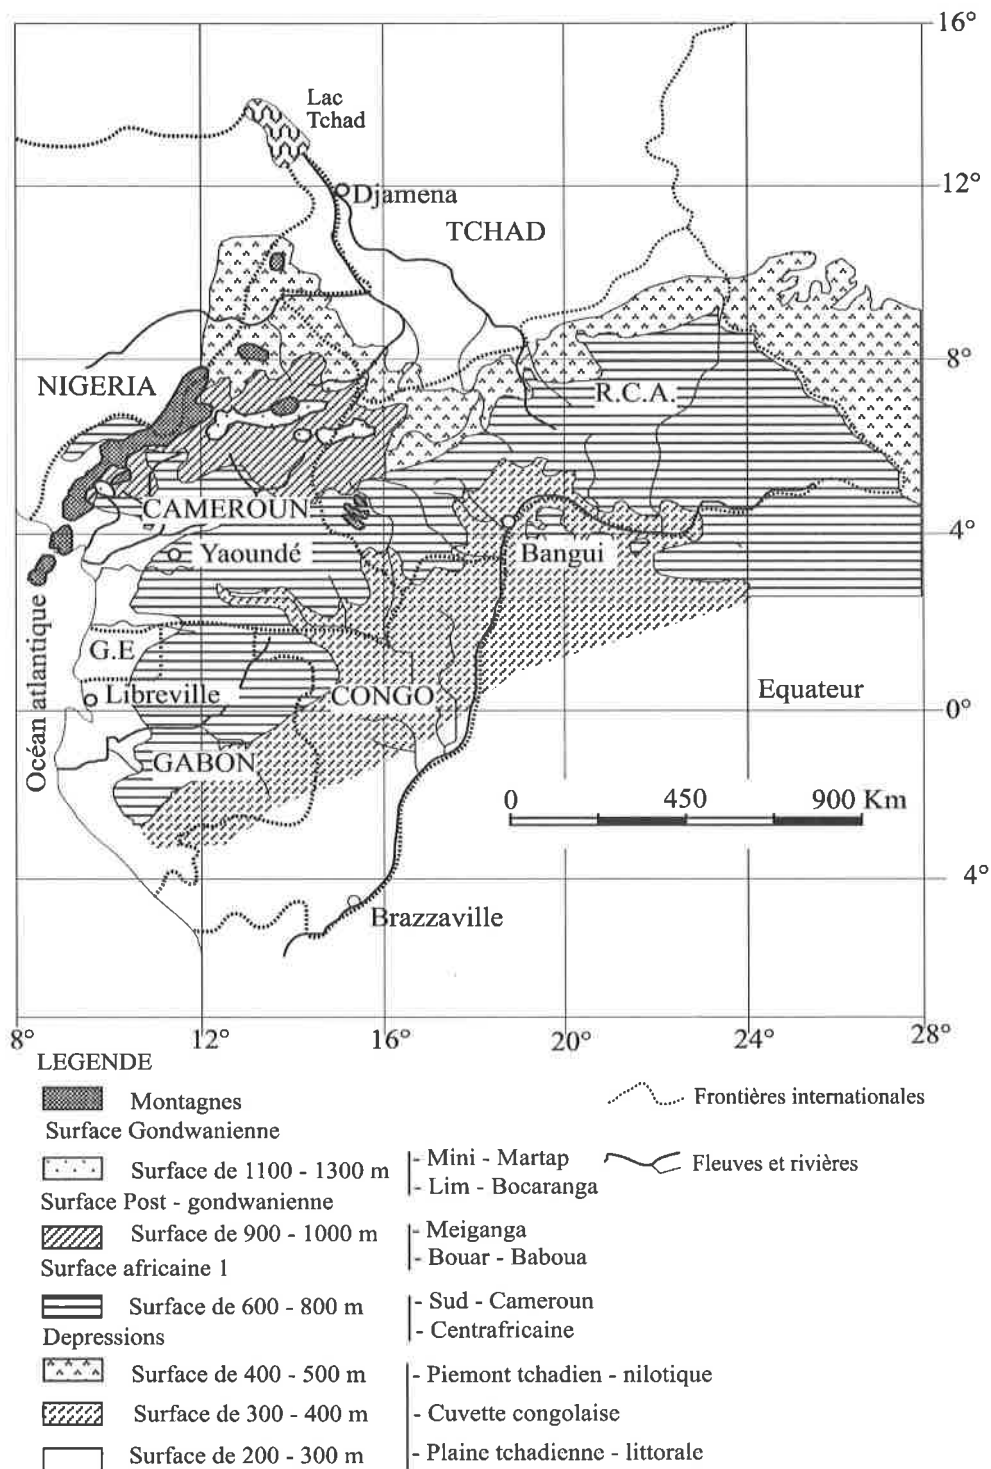 16°
Lac
Tchad
12°
Djamena
TCHAD
8°
NIGERIA
R.C.A.
CAMEROUN
4°
Yaoundé
Bangui
Océan atlantique
G.E
Libreville
CONGO
Equateur
0°
GABON
0 450 900 Km
4°
Brazzaville
8° 12° 16° 20° 24° 28°
LEGENDE
Montagnes
Frontières internationales
Surface Gondwanienne
Surface de 1100 - 1300 m
- Mini - Martap
- Lim - Bocaranga
Fleuves et rivières
Surface Post - gondwanienne
Surface de 900 - 1000 m
- Meiganga
- Bouar - Baboua
Surface africaine 1
Surface de 600 - 800 m
- Sud - Cameroun
- Centrafricaine
Depressions
Surface de 400 - 500 m
- Piemont tchadien - nilotique
Surface de 300 - 400 m
- Cuvette congolaise
Surface de 200 - 300 m
- Plaine tchadienne - littorale